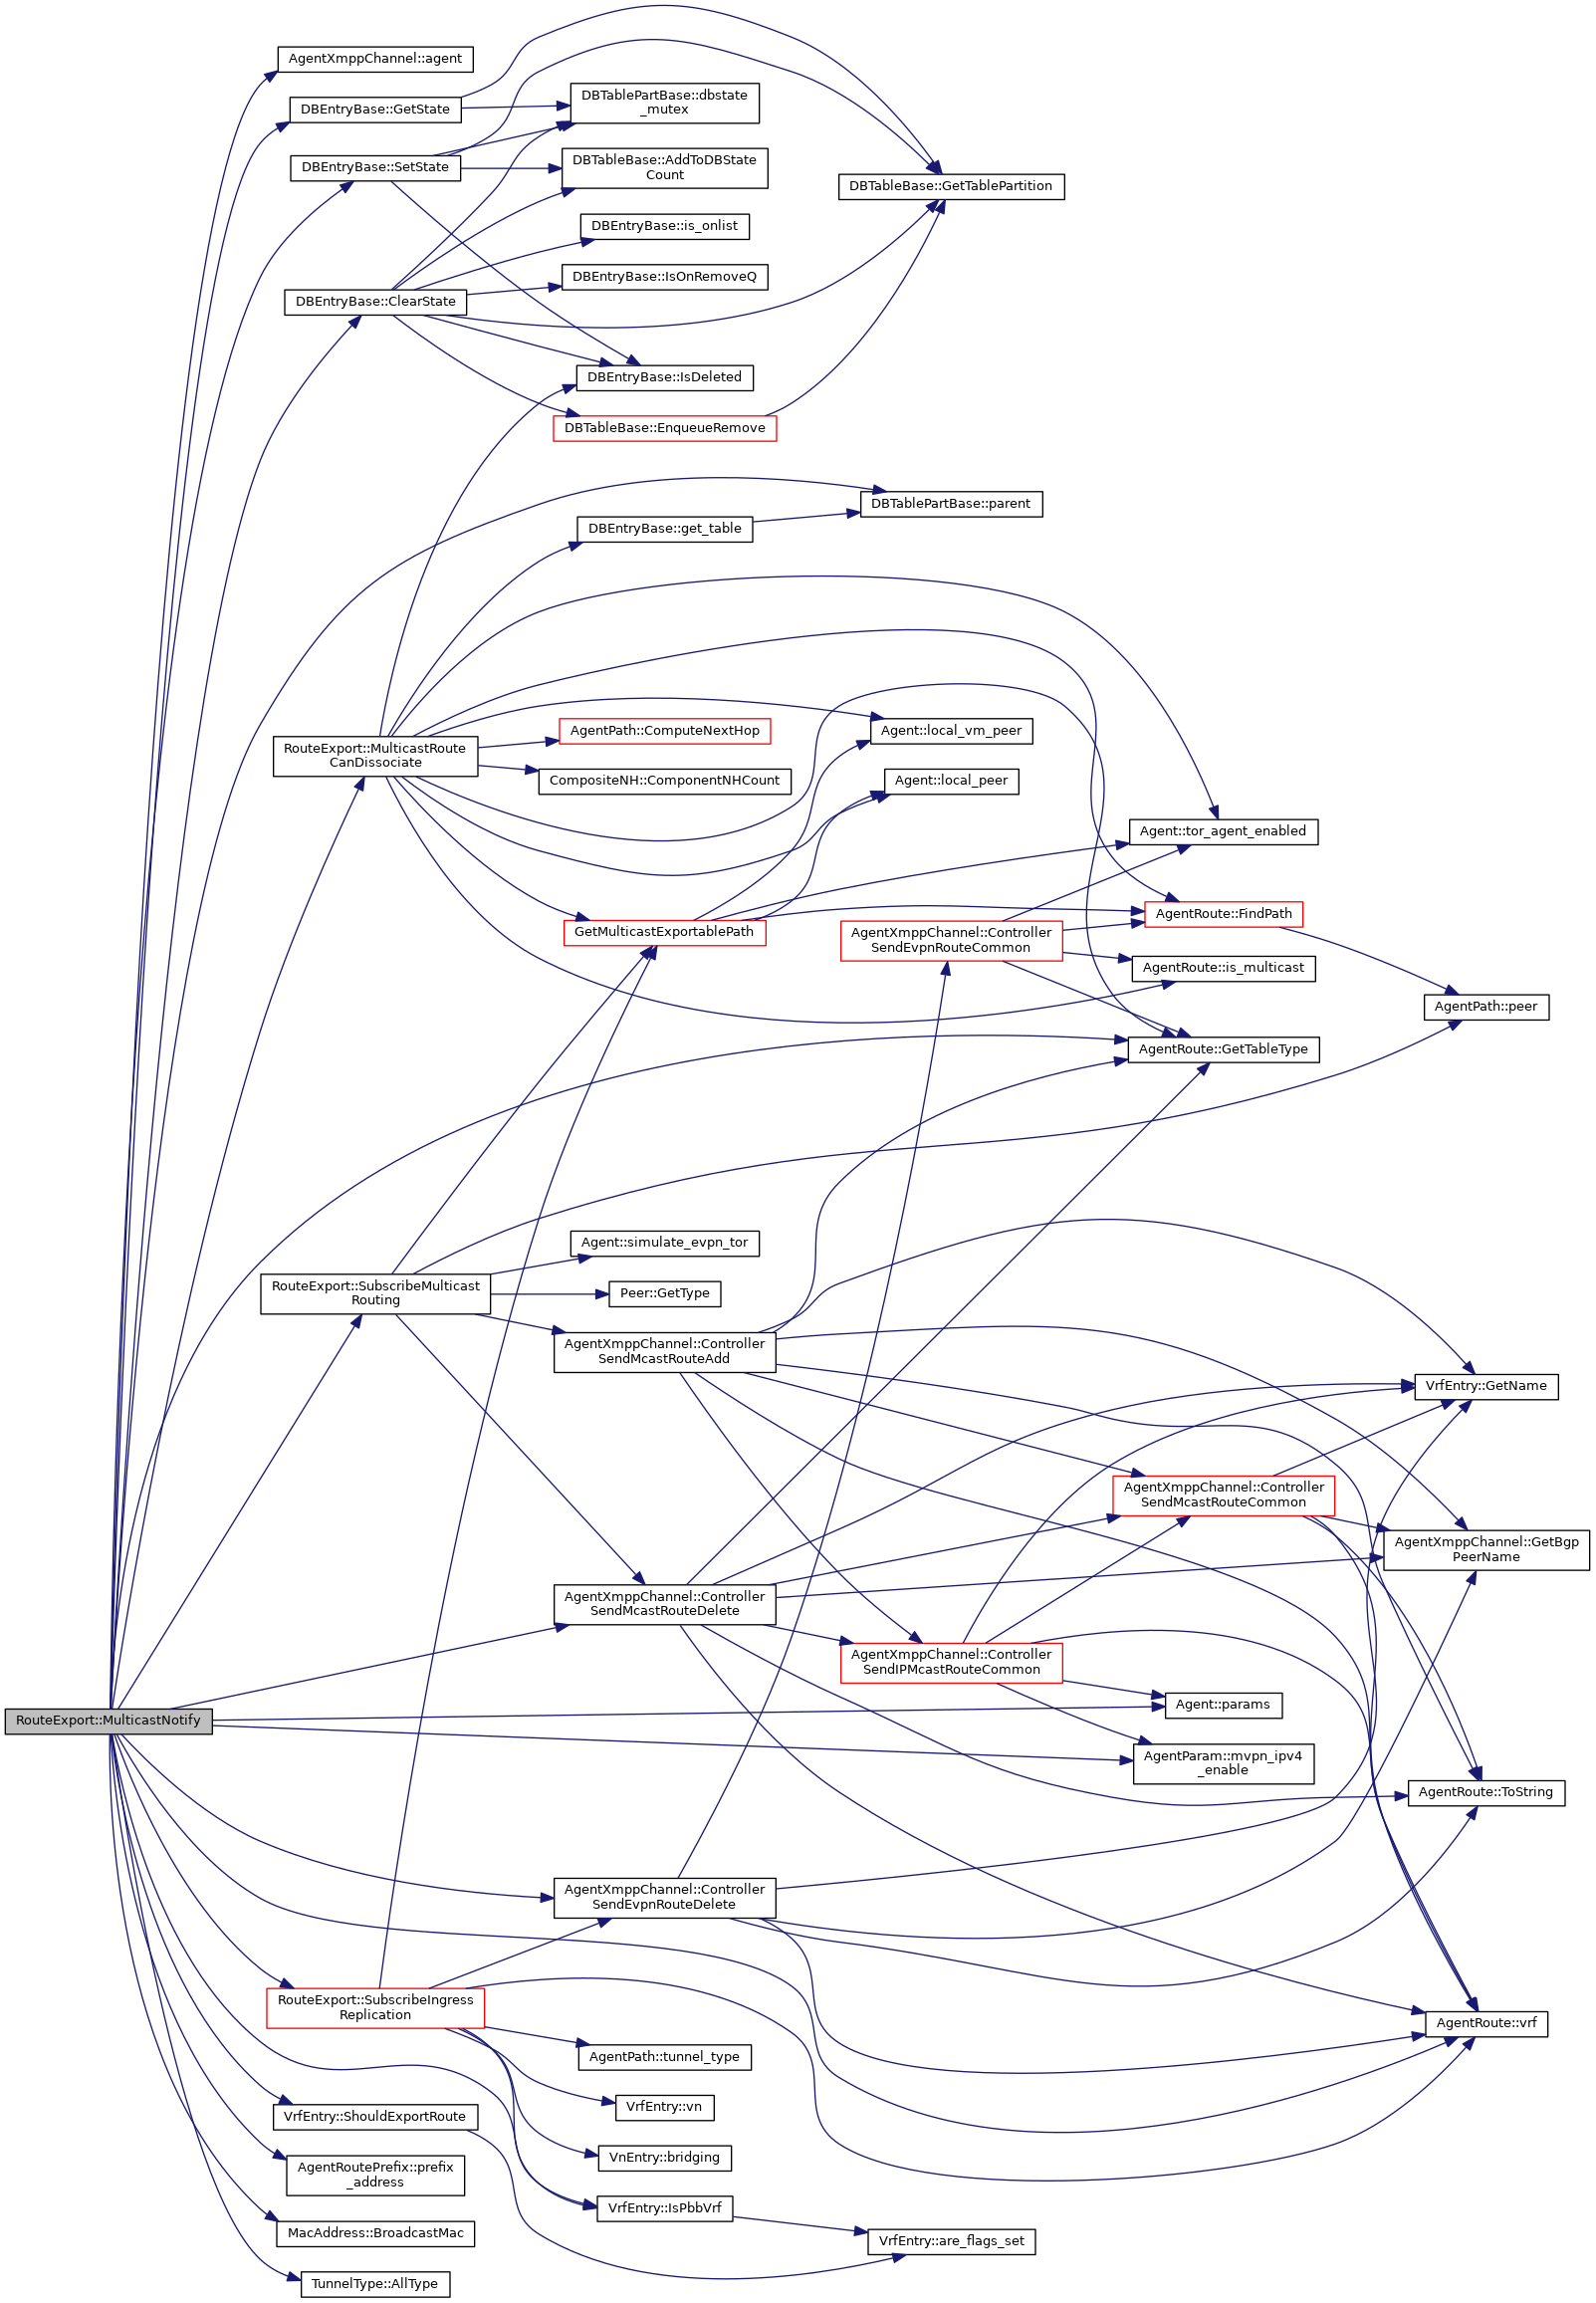 AgentXmppChannel::agent
DBEntryBase::GetState
DBTablePartBase::dbstate
_mutex
DBEntryBase::SetState
DBTableBase::AddToDBState
Count
DBTableBase::GetTablePartition
DBEntryBase::is_onlist
DBEntryBase::IsOnRemoveQ
DBEntryBase::ClearState
DBEntryBase::IsDeleted
DBTableBase::EnqueueRemove
DBTablePartBase::parent
DBEntryBase::get_table
RouteExport::MulticastRoute
CanDissociate
AgentPath::ComputeNextHop
Agent::local_vm_peer
CompositeNH::ComponentNHCount
Agent::local_peer
Agent::tor_agent_enabled
GetMulticastExportablePath
AgentXmppChannel::Controller
SendEvpnRouteCommon
AgentRoute::FindPath
AgentRoute::is_multicast
AgentPath::peer
AgentRoute::GetTableType
Agent::simulate_evpn_tor
RouteExport::SubscribeMulticast
Routing
Peer::GetType
AgentXmppChannel::Controller
SendMcastRouteAdd
VrfEntry::GetName
AgentXmppChannel::Controller
SendMcastRouteCommon
AgentXmppChannel::GetBgp
PeerName
AgentXmppChannel::Controller
SendMcastRouteDelete
AgentXmppChannel::Controller
SendIPMcastRouteCommon
RouteExport::MulticastNotify
Agent::params
AgentParam::mvpn_ipv4
_enable
AgentRoute::ToString
AgentXmppChannel::Controller
SendEvpnRouteDelete
RouteExport::SubscribeIngress
Replication
AgentRoute::vrf
AgentPath::tunnel_type
VrfEntry::vn
VrfEntry::ShouldExportRoute
VnEntry::bridging
AgentRoutePrefix::prefix
_address
VrfEntry::IsPbbVrf
MacAddress::BroadcastMac
VrfEntry::are_flags_set
TunnelType::AllType